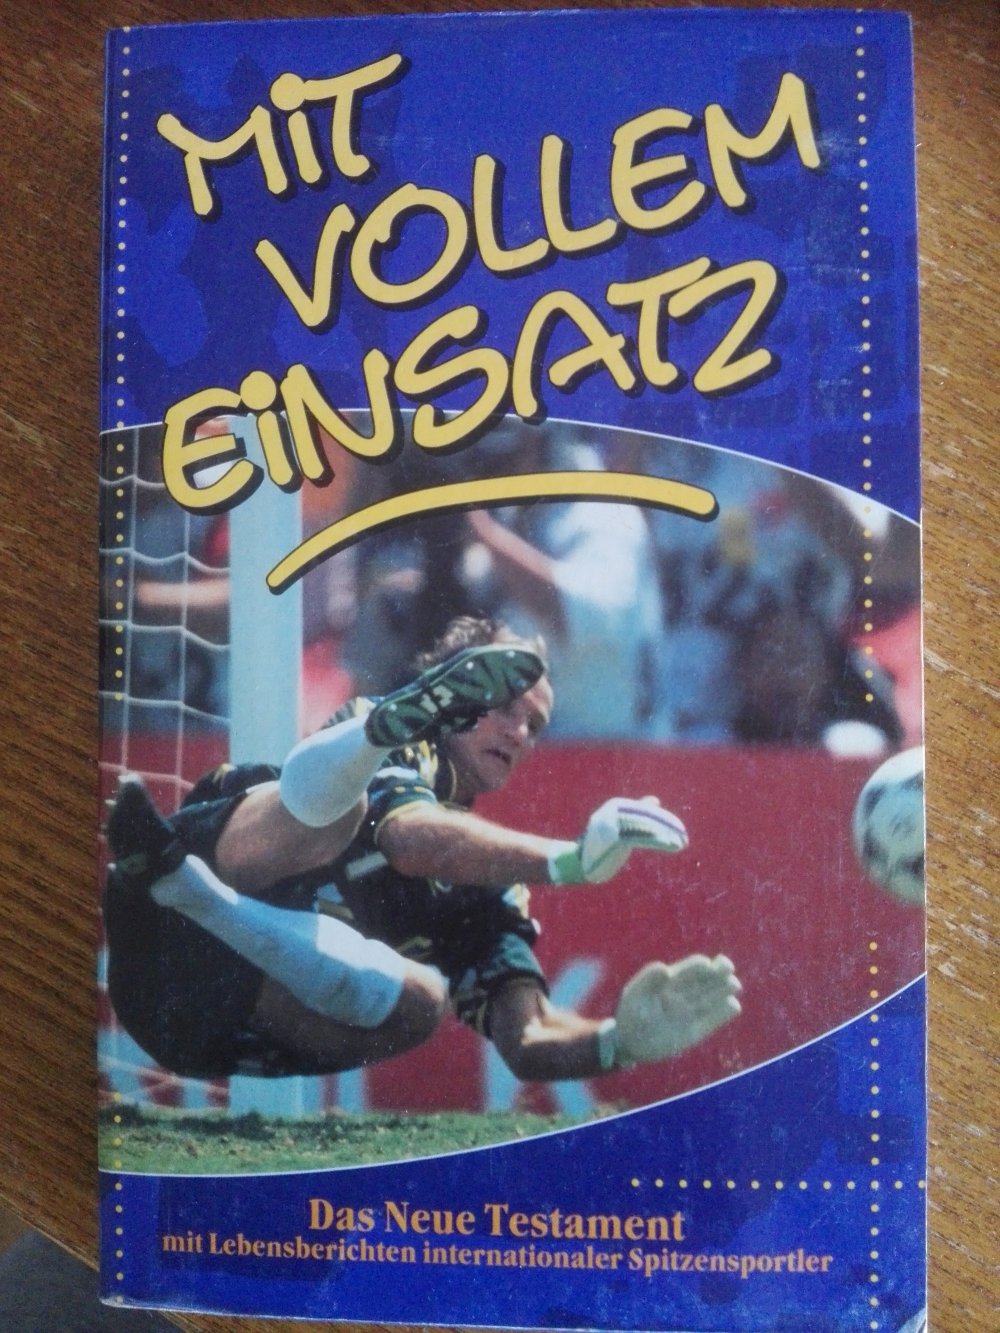 MiT
VOLLEM
EiNSATZ
Das Neue Testament
mit Lebensberichten internationaler Spitzensportler